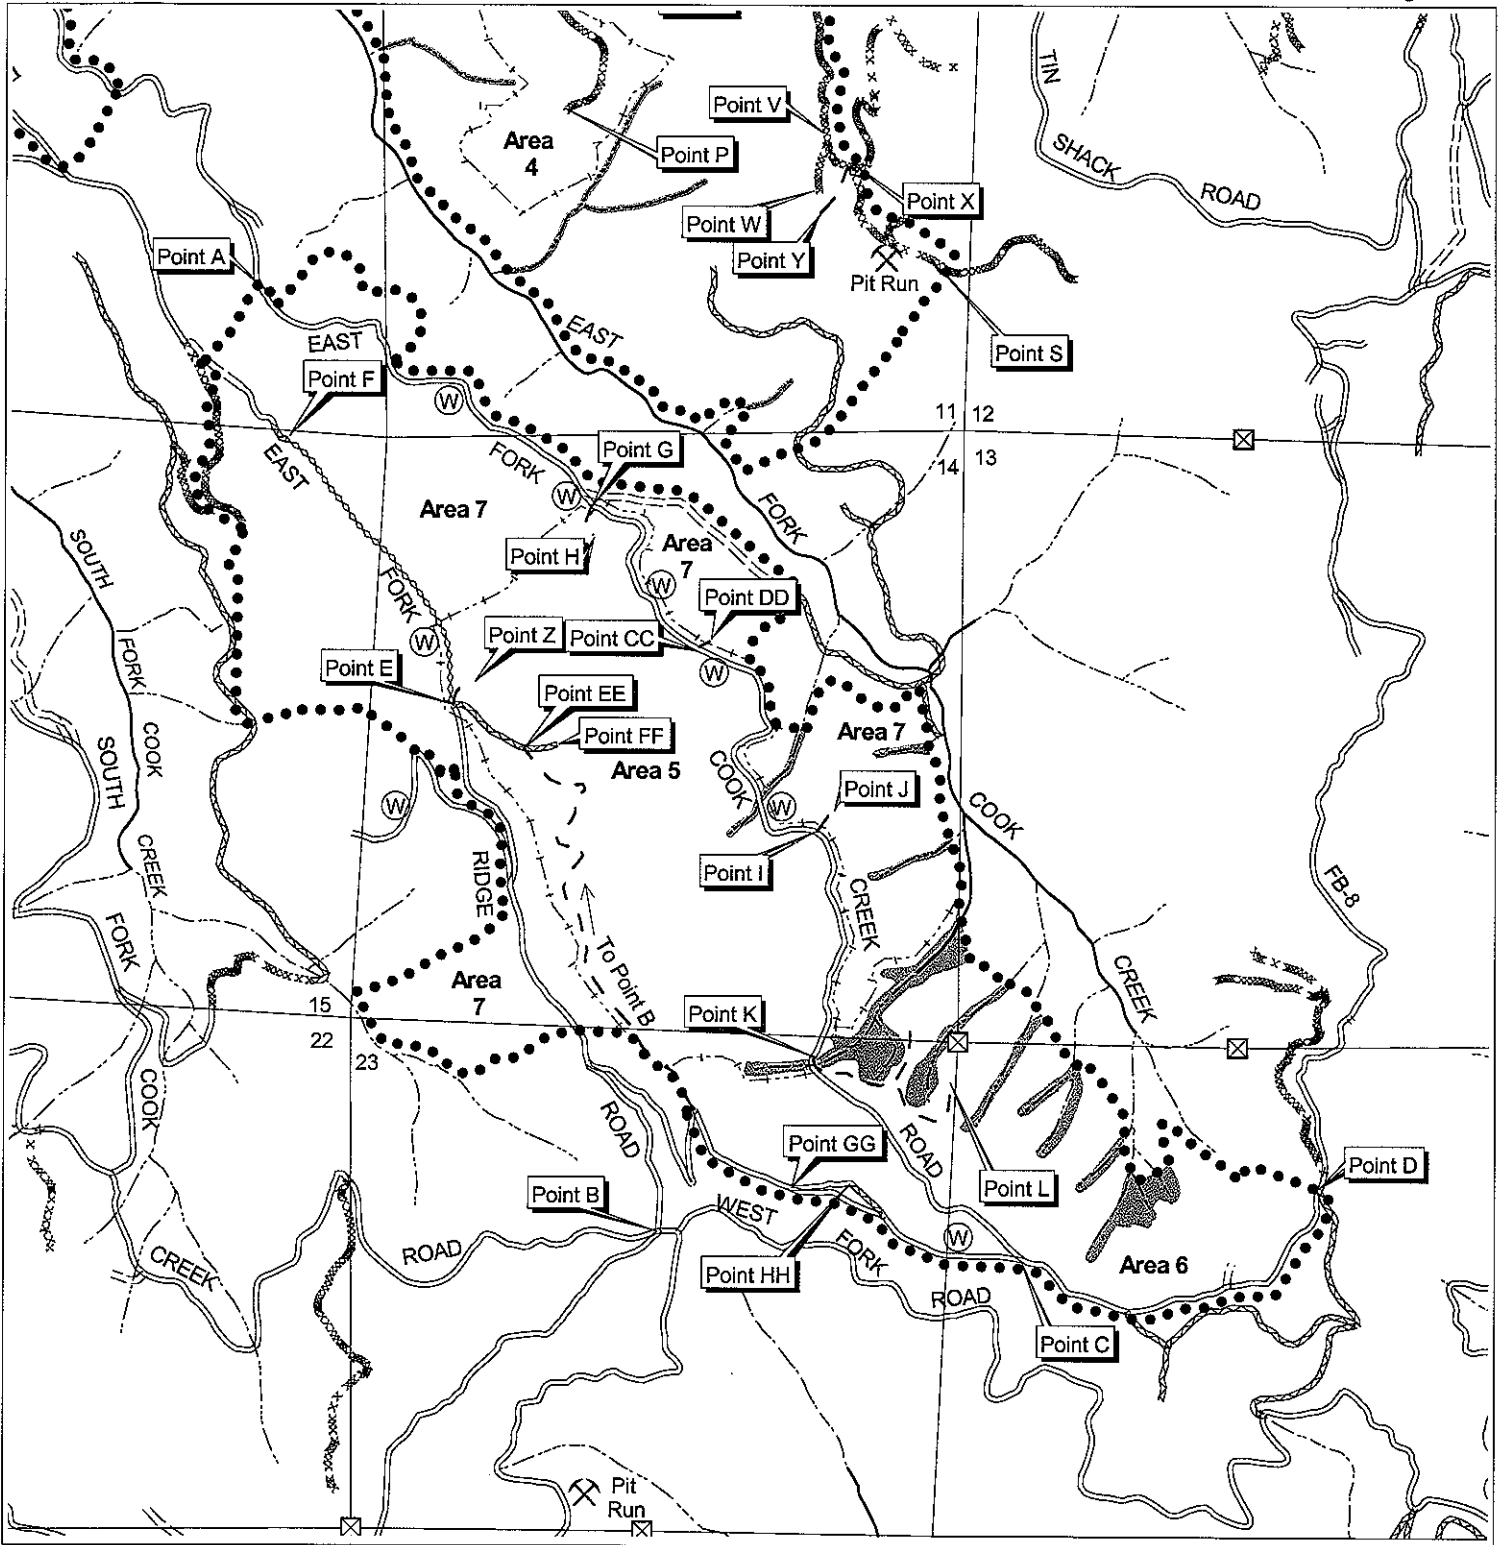 TIN
SHACK
ROAD
Point V
Area
4
Point P
Point X
Point W
Point Y
Point A
Pit Run
EAST
EAST
Point S
Point F
11
12
14
13
EAST
FORK
Point G
Area 7
FORK
SOUTH
Point H
Area
7
FORK
Point DD
Point Z
Point CC
FORK
Point E
Point EE
Point FF
COOK
SOUTH
Area 7
Area 5
COOK
Point J
COOK
W
W
W
W
W
W
W
W
CREEK
RIDGE
Point I
CREEK
FB-8
FORK
To Point B
CREEK
Area
7
15
22
23
Point K
COOK
ROAD
ROAD
Point GG
Point L
Point D
Point B
WEST
ROAD
FORK
CREEK
Point HH
Area 6
ROAD
Point C
Pit
Run